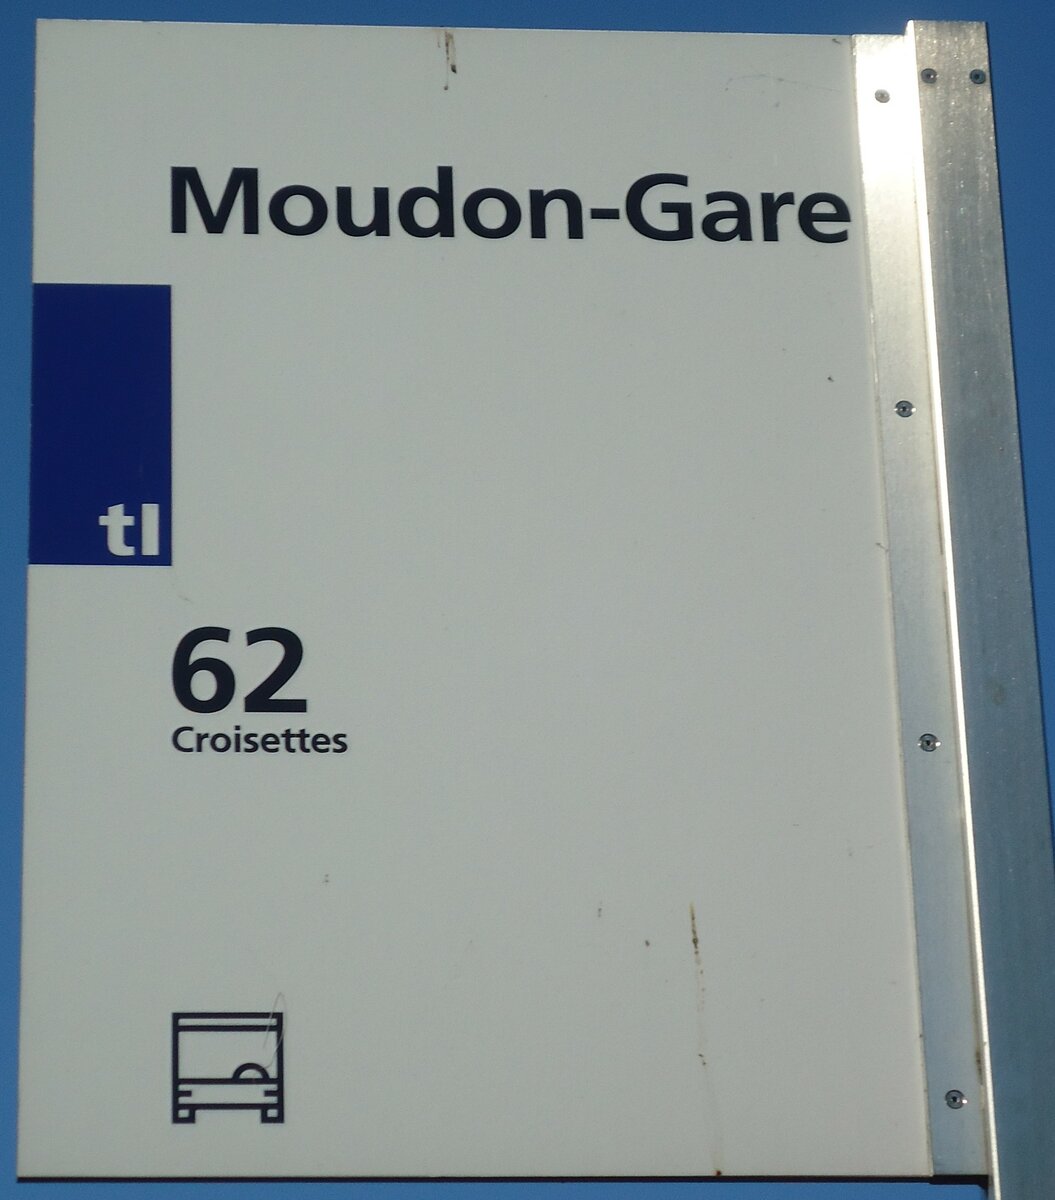 Moudon-Gare
tl
62
Croisettes